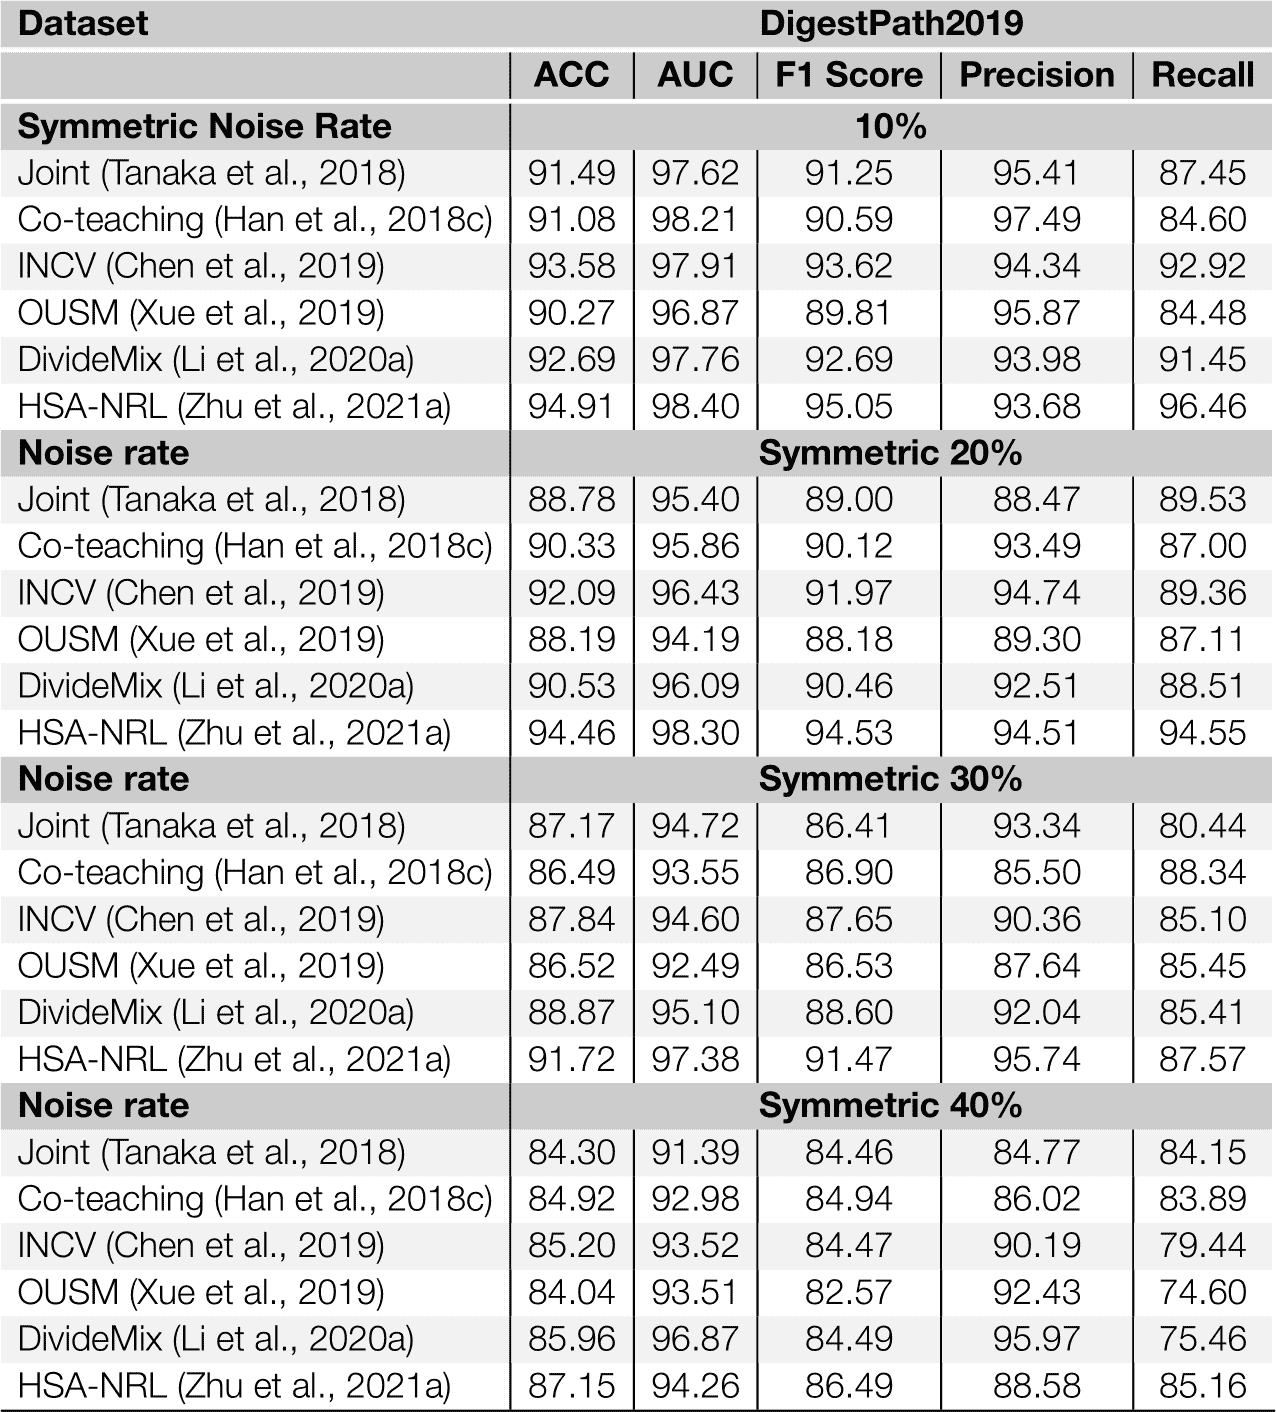 Dataset DigestPath2019
ACC AUC F1 Score Precision Recall
Symmetric Noise Rate 10%
Joint (Tanaka et al., 2018) 91.49 97.62 91.25 95.41 87.45
Co-teaching (Han et al., 2018c) 91.08 98.21 90.59 97.49 84.60
INCV (Chen et al., 2019) 93.58 97.91 93.62 94.34 92.92
OUSM (Xue et al., 2019) 90.27 96.87 89.81 95.87 84.48
DivideMix (Li et al., 2020a) 92.69 97.76 92.69 93.98 91.45
HSA-NRL (Zhu et al., 2021a) 94.91 98.40 95.05 93.68 96.46
Noise rate Symmetric 20%
Joint (Tanaka et al., 2018) 88.78 95.40 89.00 88.47 89.53
Co-teaching (Han et al., 2018c) 90.33 95.86 90.12 93.49 87.00
INCV (Chen et al., 2019) 92.09 96.43 91.97 94.74 89.36
OUSM (Xue et al., 2019) 88.19 94.19 88.18 89.30 87.11
DivideMix (Li et al., 2020a) 90.53 96.09 90.46 92.51 88.51
HSA-NRL (Zhu et al., 2021a) 94.46 98.30 94.53 94.51 94.55
Noise rate Symmetric 30%
Joint (Tanaka et al., 2018) 87.17 94.72 86.41 93.34 80.44
Co-teaching (Han et al., 2018c) 86.49 93.55 86.90 85.50 88.34
INCV (Chen et al., 2019) 87.84 94.60 87.65 90.36 85.10
OUSM (Xue et al., 2019) 86.52 92.49 86.53 87.64 85.45
DivideMix (Li et al., 2020a) 88.87 95.10 88.60 92.04 85.41
HSA-NRL (Zhu et al., 2021a) 91.72 97.38 91.47 95.74 87.57
Noise rate Symmetric 40%
Joint (Tanaka et al., 2018) 84.30 91.39 84.46 84.77 84.15
Co-teaching (Han et al., 2018c) 84.92 92.98 84.94 86.02 83.89
INCV (Chen et al., 2019) 85.20 93.52 84.47 90.19 79.44
OUSM (Xue et al., 2019) 84.04 93.51 82.57 92.43 74.60
DivideMix (Li et al., 2020a) 85.96 96.87 84.49 95.97 75.46
HSA-NRL (Zhu et al., 2021a) 87.15 94.26 86.49 88.58 85.16